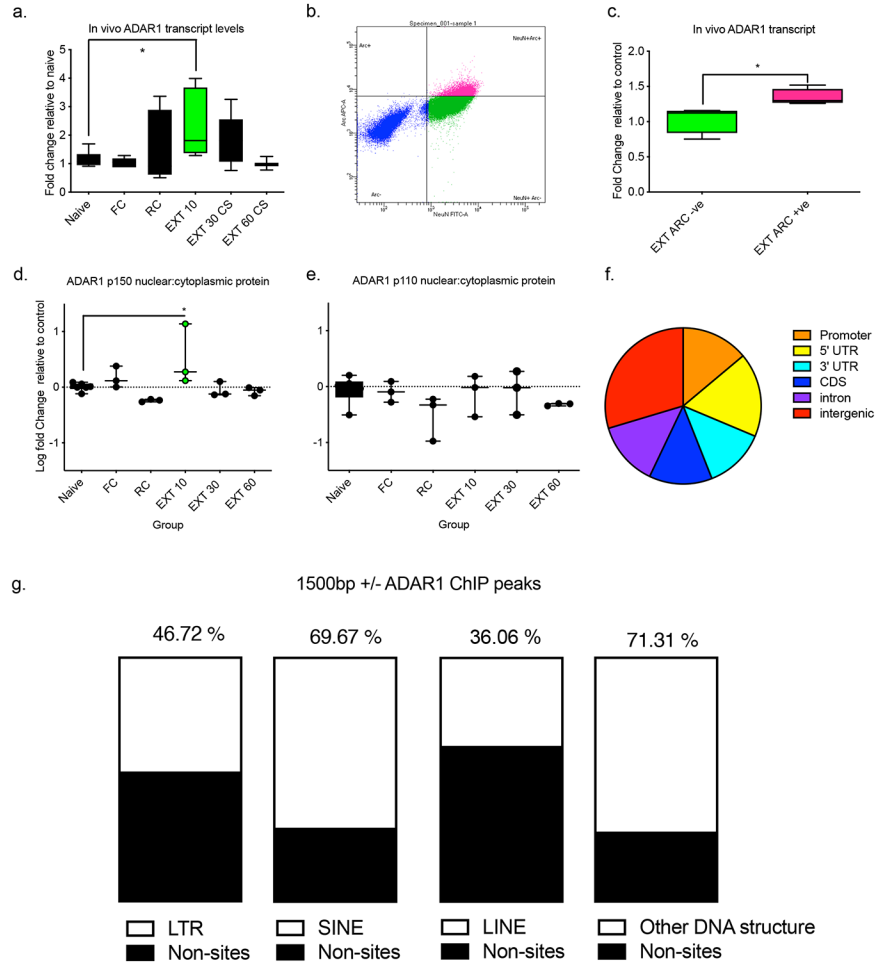 a.
In vivo ADAR1 transcript levels
Fold change relative to naive
5
4
3
2
1
0
*
Naive
FC
RC
EXT 10
EXT 30 CS
EXT 60 CS
b.
Specimen_001-sample 1
Arc+
NeuN+Arc+
Arc APC-A
Arc-
NeuN+ Arc-
NeuN FITC-A
c.
In vivo ADAR1 transcript
Fold Change relative to control
2.0
1.5
1.0
0.5
0.0
*
EXT ARC -ve
EXT ARC +ve
d.
ADAR1 p150 nuclear:cytoplasmic protein
Log fold Change relative to control
1
0
-1
*
Naive
FC
RC
EXT 10
EXT 30
EXT 60
Group
e.
ADAR1 p110 nuclear:cytoplasmic protein
1
0
-1
Naive
FC
RC
EXT 10
EXT 30
EXT 60
Group
f.
Promoter
5' UTR
3' UTR
CDS
intron
intergenic
g.
1500bp +/- ADAR1 ChIP peaks
46.72 %
69.67 %
36.06 %
71.31 %
LTR
Non-sites
SINE
Non-sites
LINE
Non-sites
Other DNA structure
Non-sites